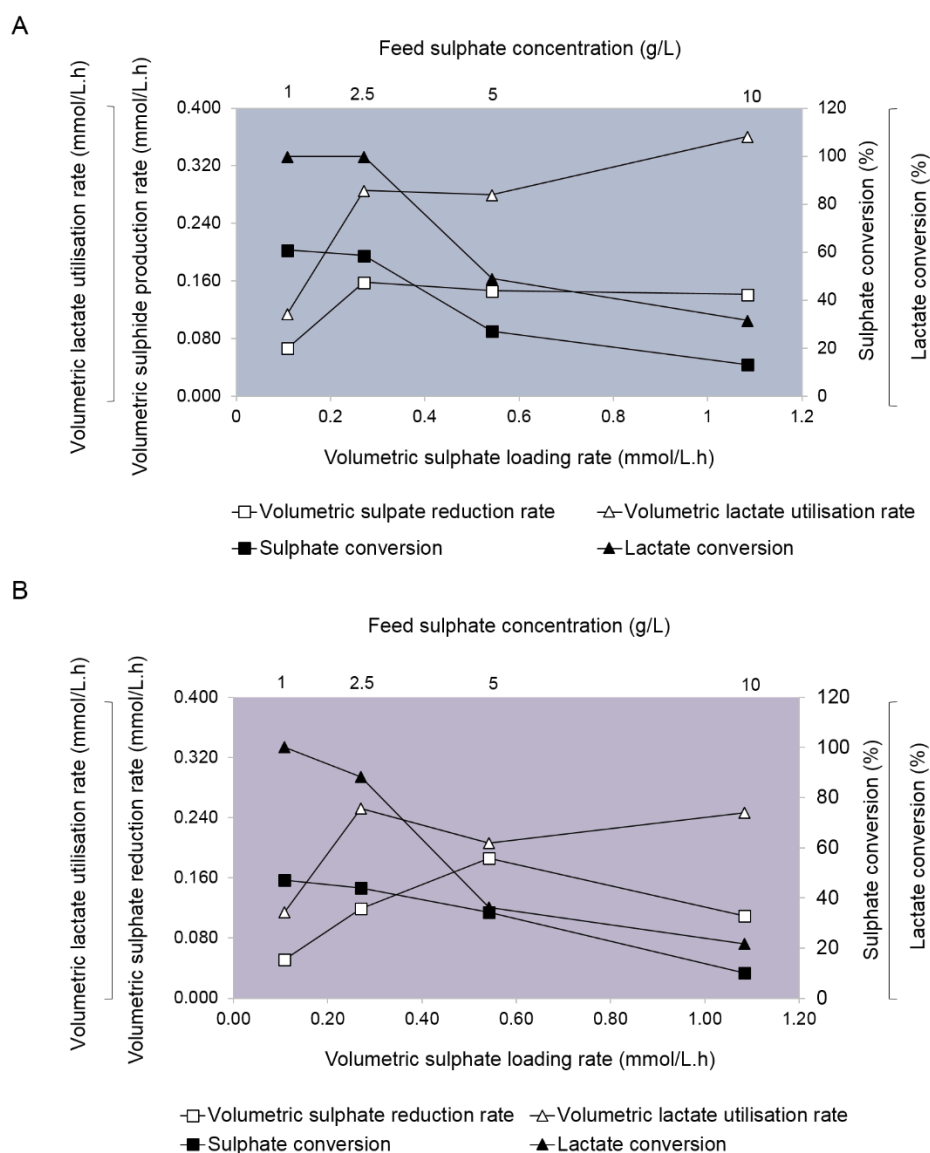 A
Feed sulphate concentration (g/L)
1 2.5 5 10
Volumetric lactate utilisation rate (mmol/L.h)
Volumetric sulphide production rate (mmol/L.h)
0.400
0.320
0.240
0.160
0.080
0.000
120
100
80
60
40
20
0
Sulphate conversion (%)
Lactate conversion (%)
0 0.2 0.4 0.6 0.8 1 1.2
Volumetric sulphate loading rate (mmol/L.h)
Volumetric sulpate reduction rate Volumetric lactate utilisation rate
Sulphate conversion Lactate conversion
B
Feed sulphate concentration (g/L)
1 2.5 5 10
Volumetric lactate utilisation rate (mmol/L.h)
Volumetric sulphate reduction rate (mmol/L.h)
0.400
0.320
0.240
0.160
0.080
0.000
120
100
80
60
40
20
0
Sulphate conversion (%)
Lactate conversion (%)
0.00 0.20 0.40 0.60 0.80 1.00 1.20
Volumetric sulphate loading rate (mmol/L.h)
Volumetric sulphate reduction rate Volumetric lactate utilisation rate
Sulphate conversion Lactate conversion